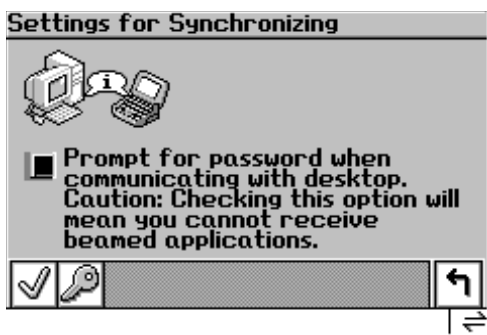 Settings for Synchronizing
i
Prompt for password when
communicating with desktop.
Caution: Checking this option will
mean you cannot receive
beamed applications.